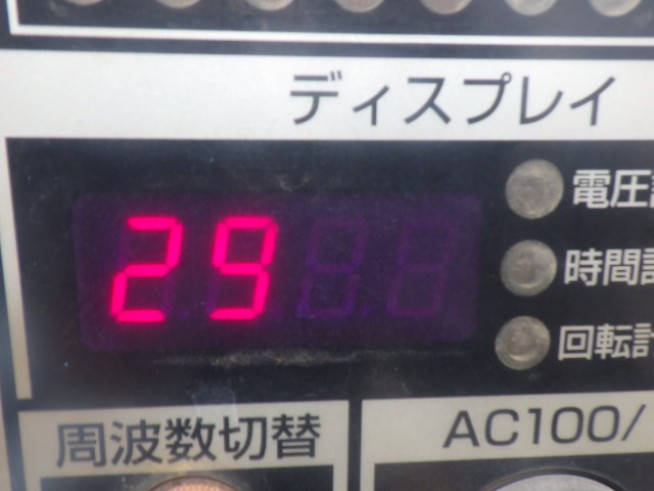 ディスプレイ
29
電圧
時間
回転計
周波数切替
AC100/